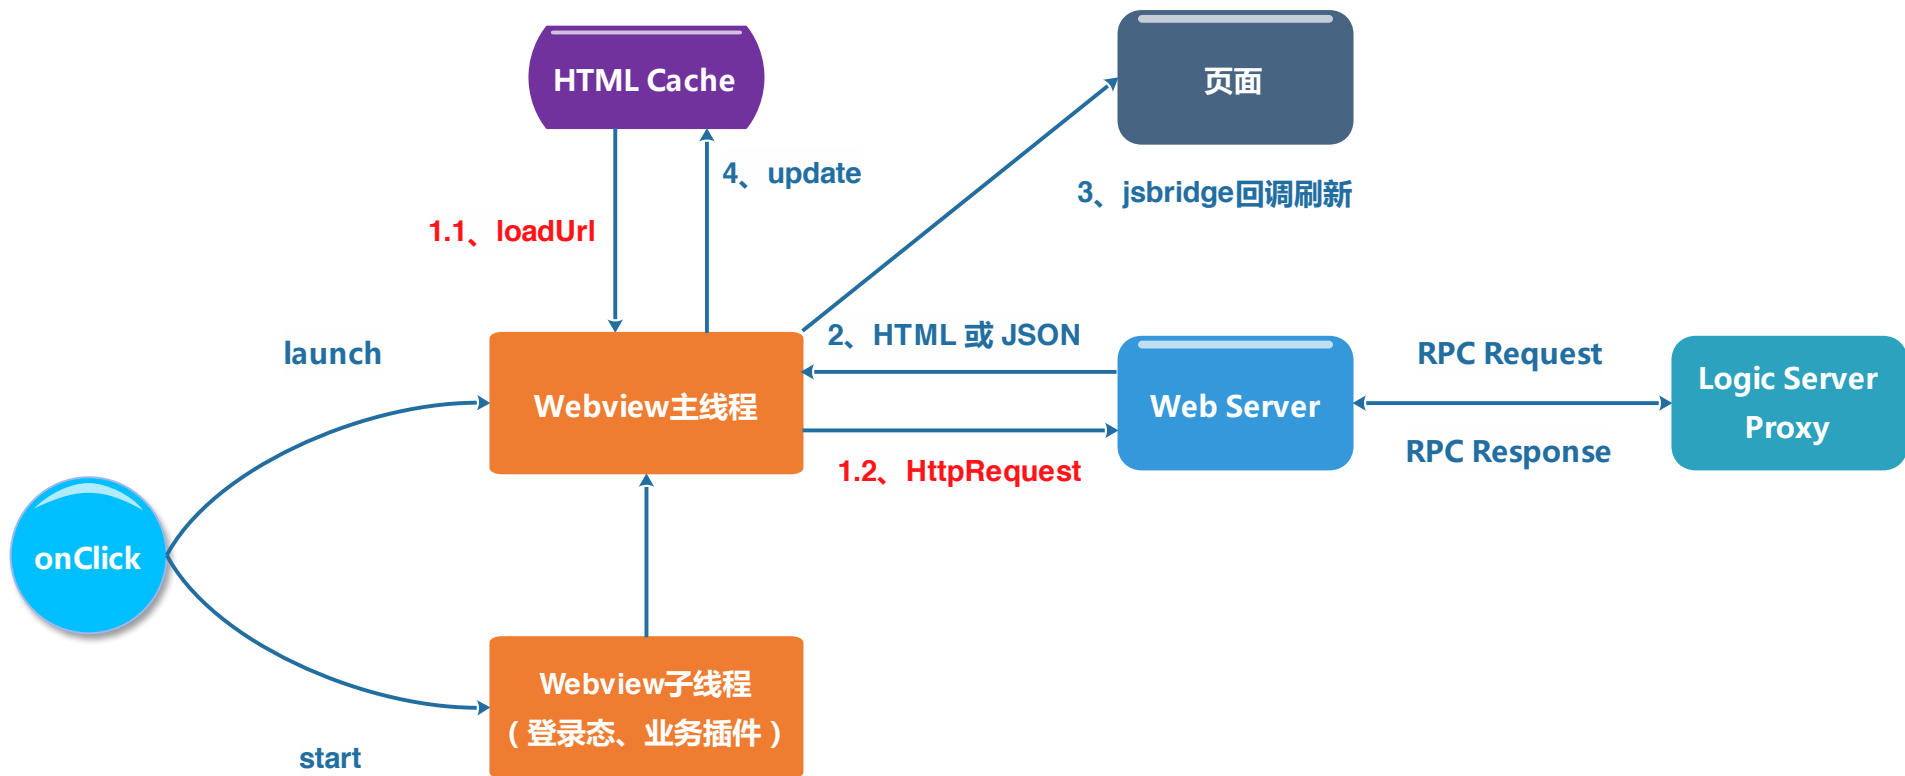 HTML Cache
页面
4、update
3、jsbridge回调刷新
1.1、loadUrl
launch
2、HTML 或 JSON
RPC Request
Webview主线程
Web Server
Logic Server
Proxy
1.2、HttpRequest
RPC Response
onClick
Webview子线程
（登录态、业务插件）
start